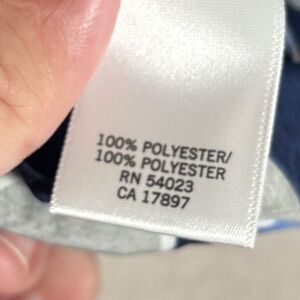 100% POLYESTER/
100% POLYESTER
RN 54023
CA 17897